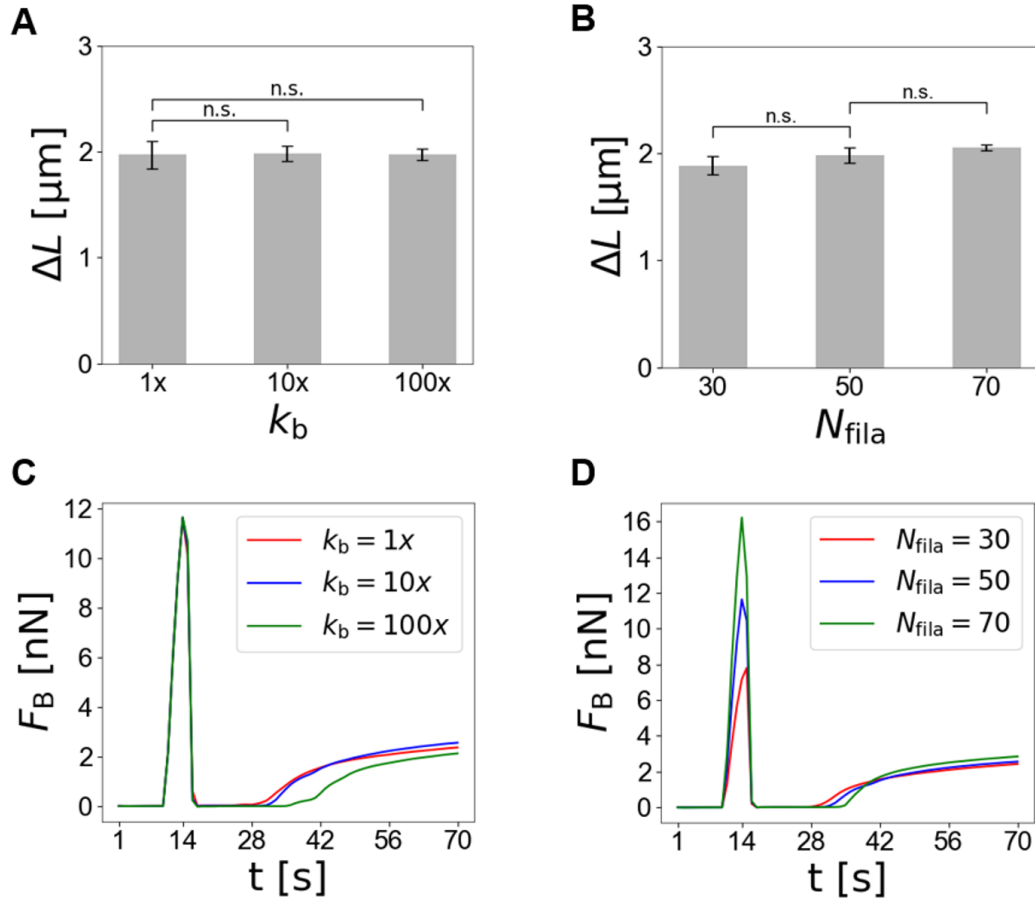 A
3
2
1
0
ΔL [μm]
n.s.
n.s.
1x 10x 100x
k_b
B
3
2
1
0
ΔL [μm]
n.s.
n.s.
30 50 70
N_fila
C
12
10
8
6
4
2
0
F_B [nN]
k_b = 1x
k_b = 10x
k_b = 100x
1 14 28 42 56 70
t [s]
D
16
14
12
10
8
6
4
2
0
F_B [nN]
N_fila = 30
N_fila = 50
N_fila = 70
1 14 28 42 56 70
t [s]